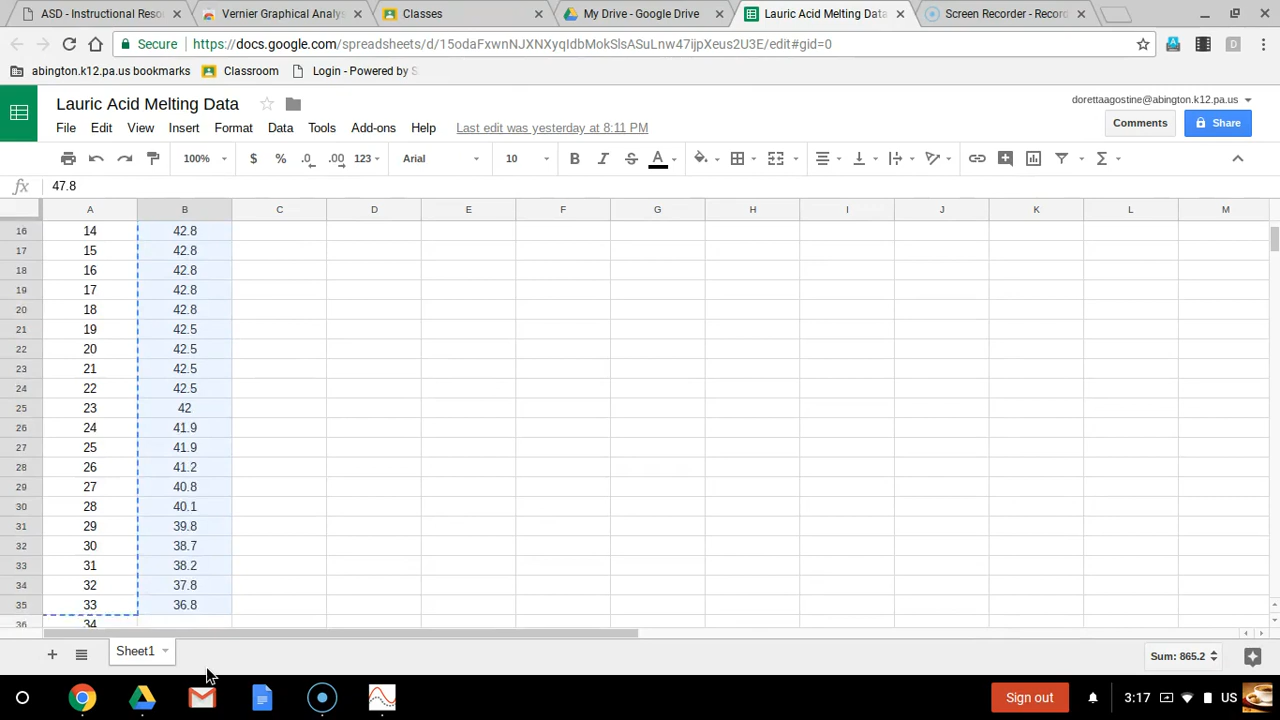 ASD - Instructional Reso
Vernier Graphical Analys
Classes
My Drive - Google Drive
Lauric Acid Melting Data
Screen Recorder - Record
Secure
https://docs.google.com/spreadsheets/d/15odaFxwnNJXNXyqIdbMokSlsASuLnw47ijpXeus2U3E/edit#gid=0
abington.k12.pa.us bookmarks
Classroom
Login - Powered by S
Lauric Acid Melting Data
dorettaagostine@abington.k12.pa.us
File Edit View Insert Format Data Tools Add-ons Help Last edit was yesterday at 8:11 PM
Comments
Share
100% $ % .0 .00 123 Arial 10 B I S A
fx 47.8
A B C D E F G H I J K L M
16 14 42.8
17 15 42.8
18 16 42.8
19 17 42.8
20 18 42.8
21 19 42.5
22 20 42.5
23 21 42.5
24 22 42.5
25 23 42
26 24 41.9
27 25 41.9
28 26 41.2
29 27 40.8
30 28 40.1
31 29 39.8
32 30 38.7
33 31 38.2
34 32 37.8
35 33 36.8
36 34
Sheet1
Sum: 865.2
Sign out
3:17
US